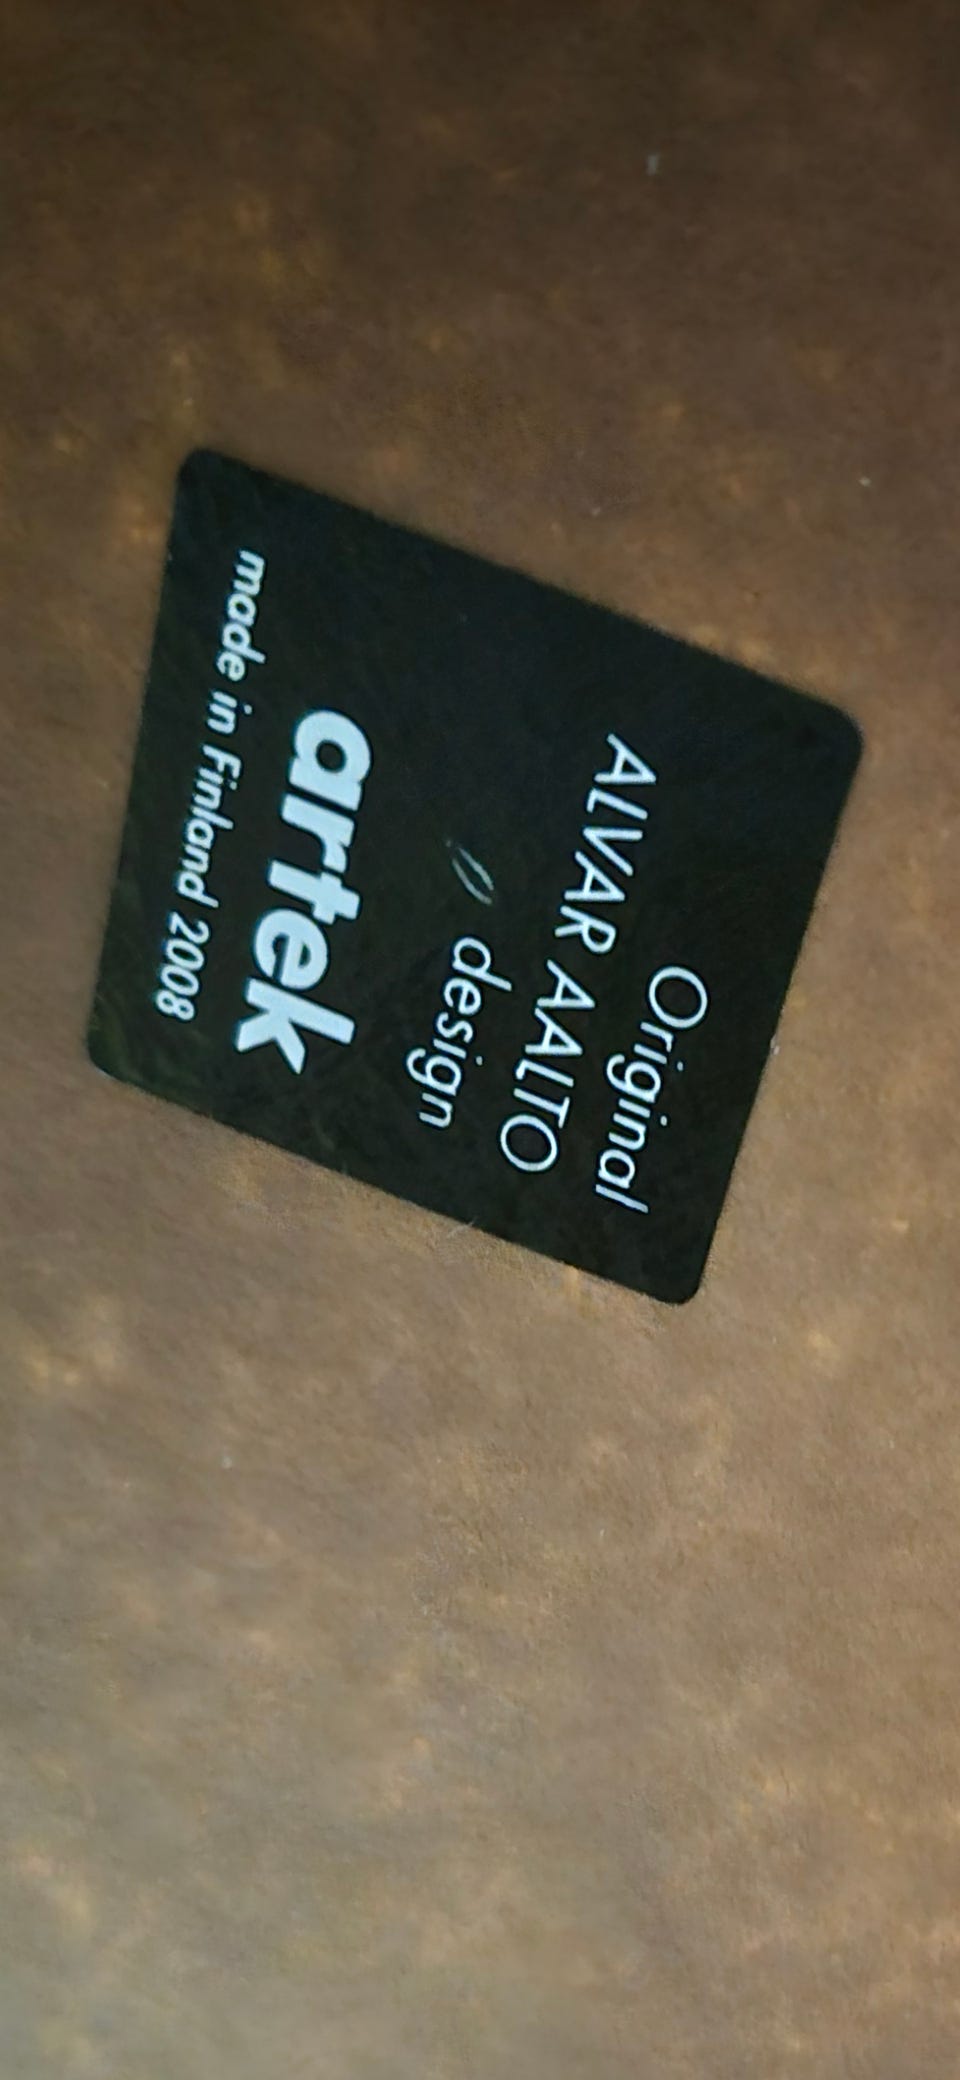 Original
ALVAR AALTO
design
artek
made in Finland 2008